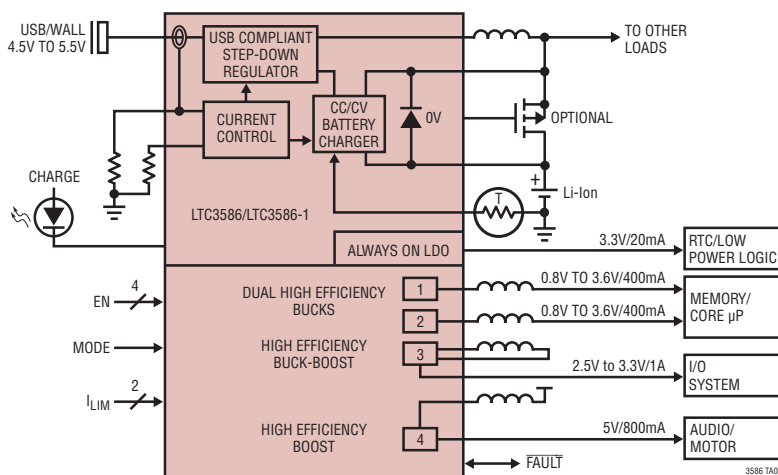 USB/WALL
4.5V TO 5.5V
USB COMPLIANT
STEP-DOWN
REGULATOR
TO OTHER
LOADS
CURRENT
CONTROL
CC/CV
BATTERY
CHARGER
0V
OPTIONAL
CHARGE
LTC3586/LTC3586-1
T
+
Li-Ion
ALWAYS ON LDO
3.3V/20mA
RTC/LOW
POWER LOGIC
EN
4
DUAL HIGH EFFICIENCY
BUCKS
1
0.8V TO 3.6V/400mA
2
0.8V TO 3.6V/400mA
MEMORY/
CORE µP
MODE
HIGH EFFICIENCY
BUCK-BOOST
3
2.5V to 3.3V/1A
I/O
SYSTEM
ILIM
2
HIGH EFFICIENCY
BOOST
4
5V/800mA
AUDIO/
MOTOR
FAULT